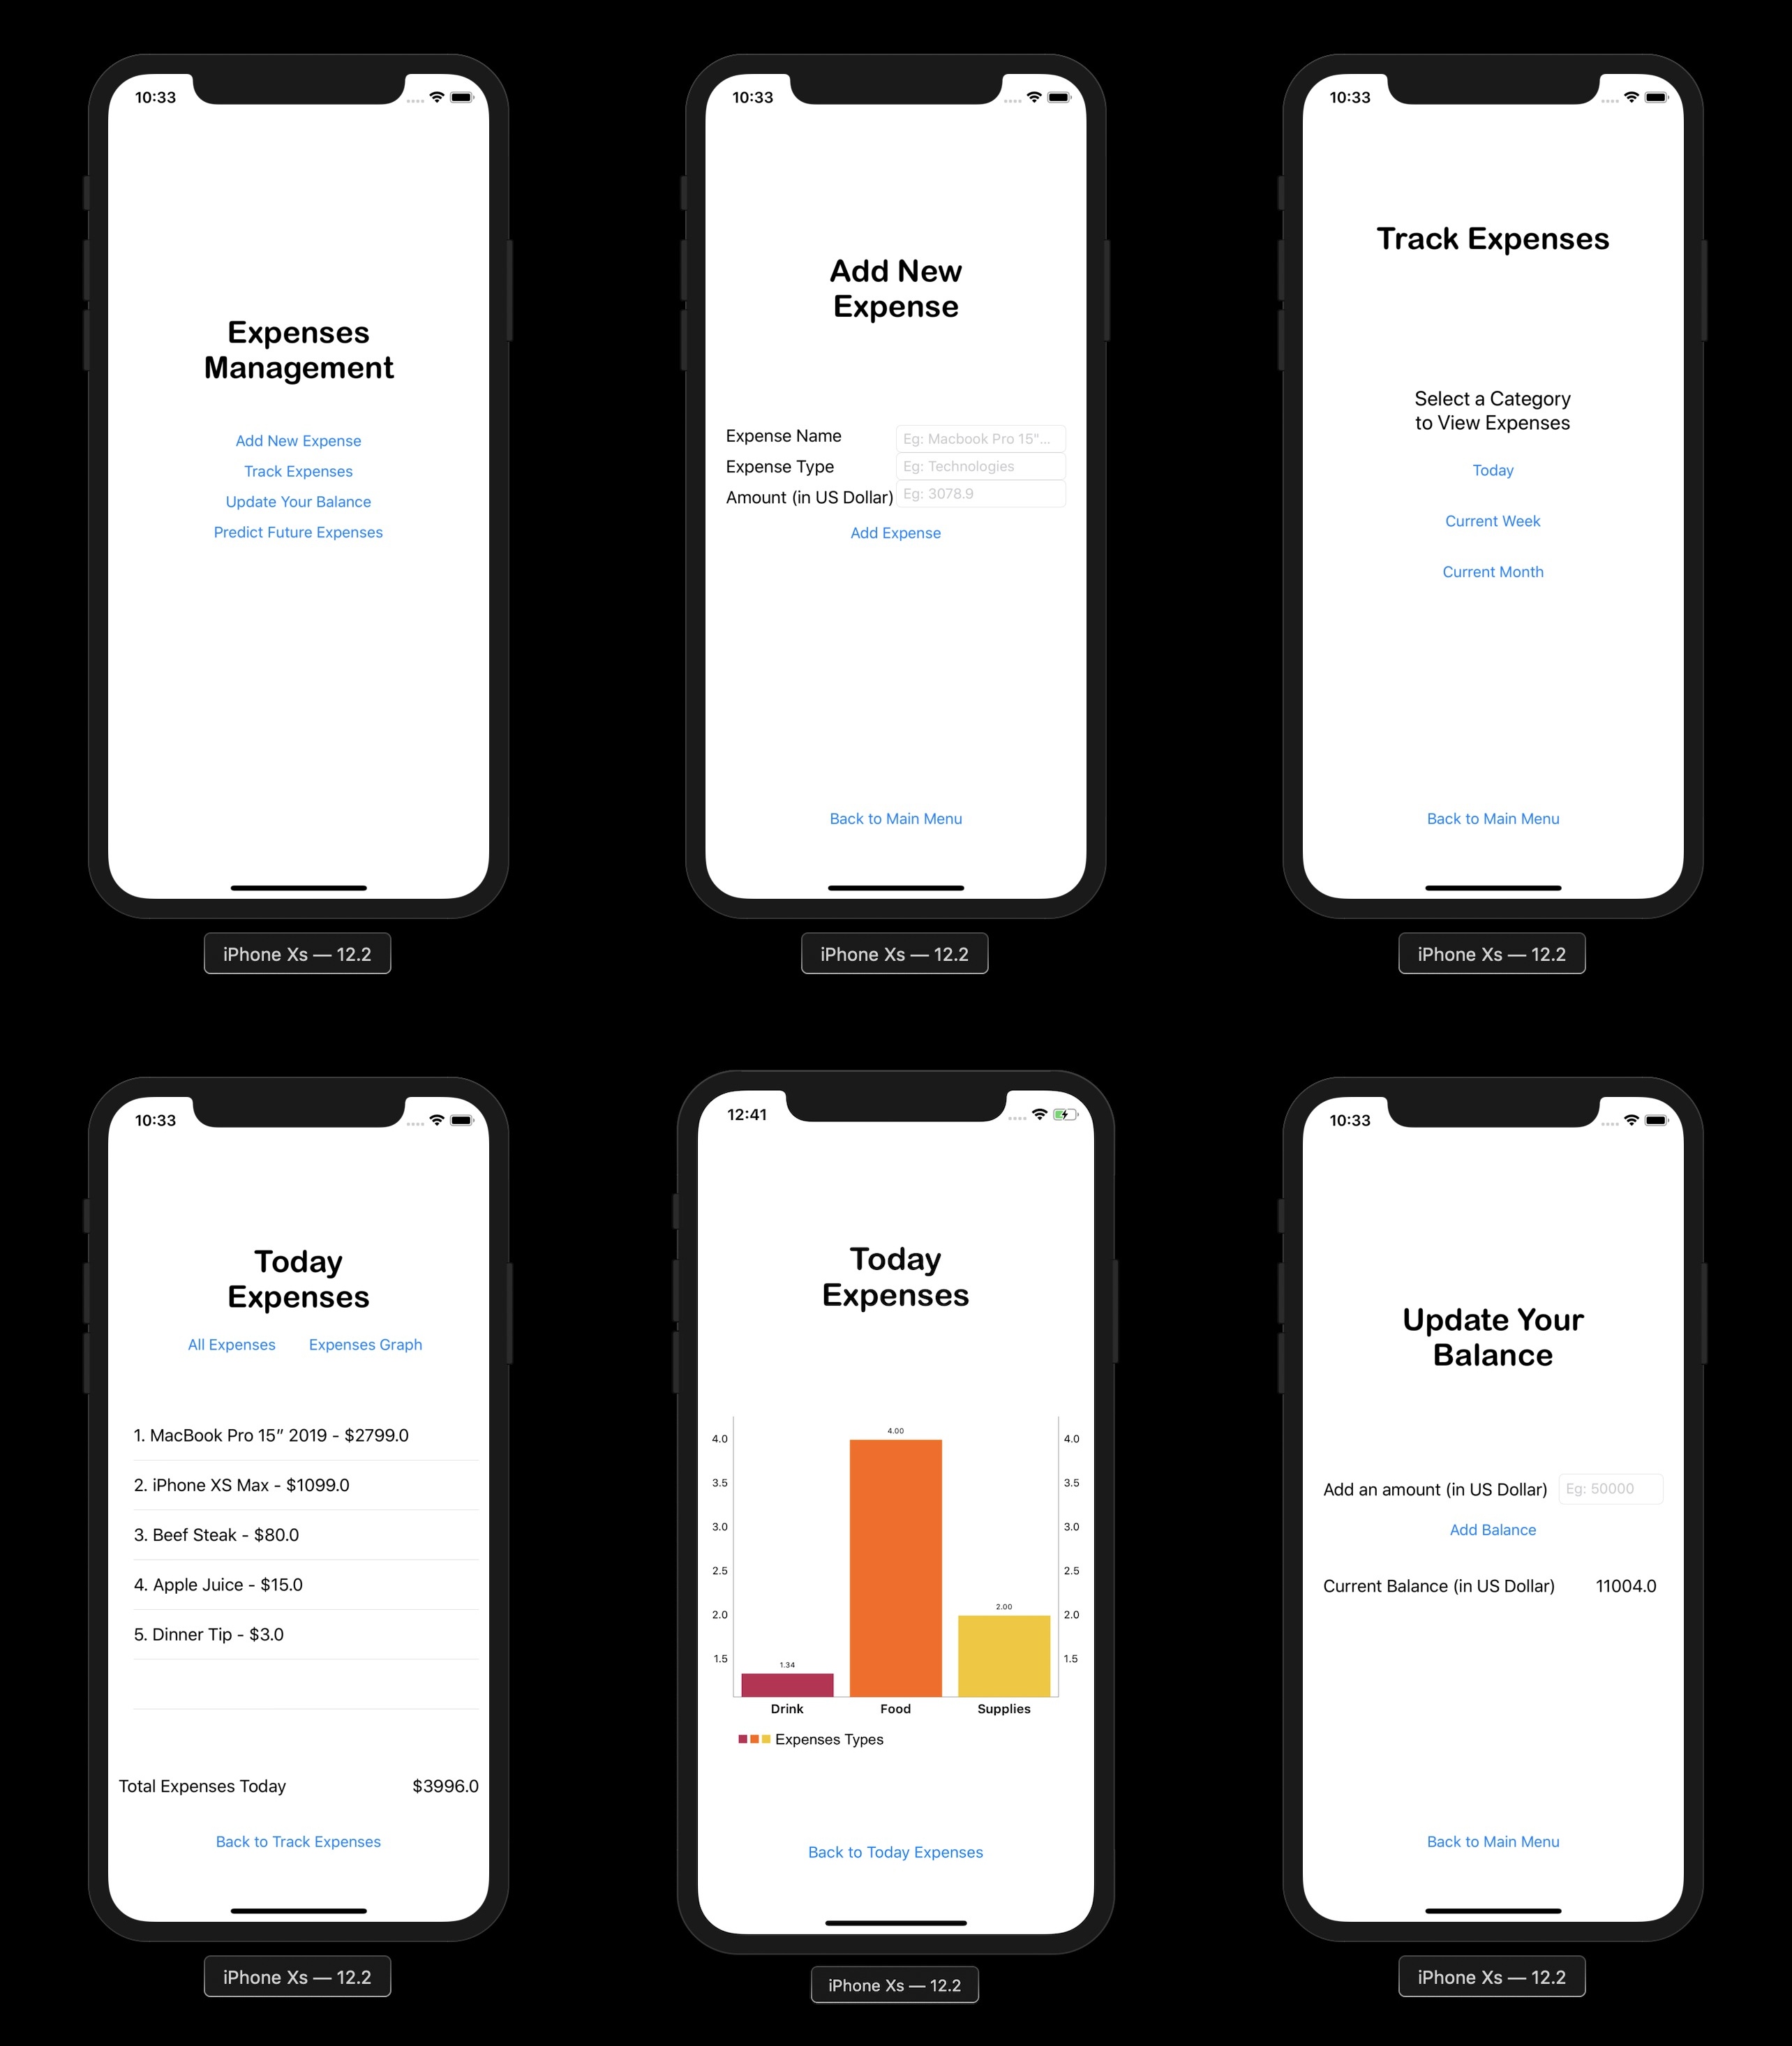 10:33
Expenses
Management
Add New Expense
Track Expenses
Update Your Balance
Predict Future Expenses
iPhone Xs — 12.2
10:33
Add New
Expense
Expense Name
Eg: Macbook Pro 15"...
Expense Type
Eg: Technologies
Amount (in US Dollar)
Eg: 3078.9
Add Expense
Back to Main Menu
iPhone Xs — 12.2
10:33
Track Expenses
Select a Category
to View Expenses
Today
Current Week
Current Month
Back to Main Menu
iPhone Xs — 12.2
10:33
Today
Expenses
All Expenses Expenses Graph
1. MacBook Pro 15” 2019 - $2799.0
2. iPhone XS Max - $1099.0
3. Beef Steak - $80.0
4. Apple Juice - $15.0
5. Dinner Tip - $3.0
Total Expenses Today $3996.0
Back to Track Expenses
iPhone Xs — 12.2
12:41
Today
Expenses
4.00
4.0 4.0
3.5 3.5
3.0 3.0
2.5 2.5
2.00
2.0 2.0
1.5 1.5
1.34
Drink Food Supplies
Expenses Types
Back to Today Expenses
iPhone Xs — 12.2
10:33
Update Your
Balance
Add an amount (in US Dollar) Eg: 50000
Add Balance
Current Balance (in US Dollar) 11004.0
Back to Main Menu
iPhone Xs — 12.2